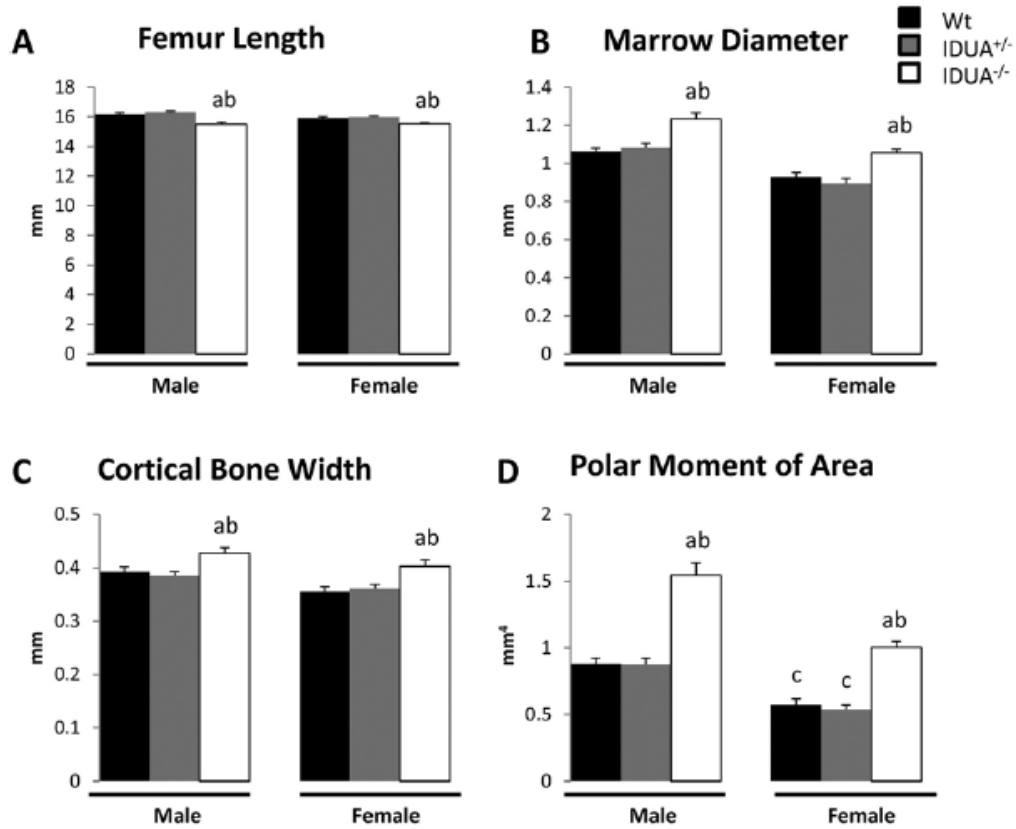 A Femur Length
B Marrow Diameter
Wt
IDUA+/-
IDUA-/-
18
16
14
12
10
8
6
4
2
0
mm
ab
ab
Male
Female
1.4
1.2
1
0.8
0.6
0.4
0.2
0
mm
ab
ab
Male
Female
C Cortical Bone Width
0.5
0.4
0.3
0.2
0.1
0
mm
ab
ab
Male
Female
D Polar Moment of Area
2
1.5
1
0.5
0
mm⁴
ab
c
c
ab
Male
Female